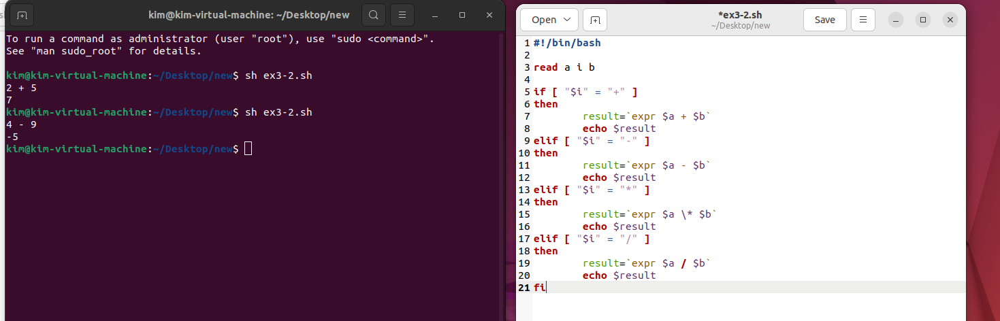 kim@kim-virtual-machine: ~/Desktop/new
To run a command as administrator (user "root"), use "sudo <command>".
See "man sudo_root" for details.
kim@kim-virtual-machine:~/Desktop/new$ sh ex3-2.sh
2 + 5
7
kim@kim-virtual-machine:~/Desktop/new$ sh ex3-2.sh
4 - 9
-5
kim@kim-virtual-machine:~/Desktop/new$
Open
*ex3-2.sh
~/Desktop/new
Save
1 #!/bin/bash
2
3 read a i b
4
5 if [ "$i" = "+" ]
6 then
7         result=`expr $a + $b`
8         echo $result
9 elif [ "$i" = "-" ]
10 then
11         result=`expr $a - $b`
12         echo $result
13 elif [ "$i" = "*" ]
14 then
15         result=`expr $a \* $b`
16         echo $result
17 elif [ "$i" = "/" ]
18 then
19         result=`expr $a / $b`
20         echo $result
21 fi